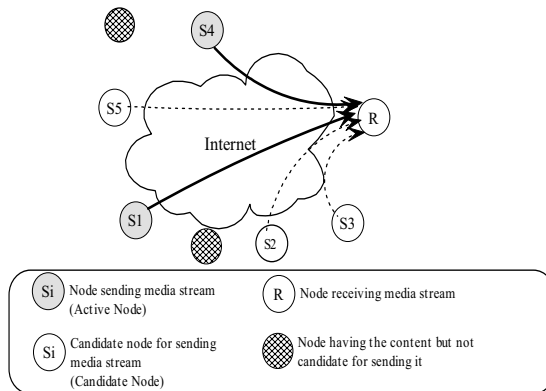 S4
S5
R
Internet
S1
S2
S3
Si
Node sending media stream
(Active Node)
R
Node receiving media stream
Si
Candidate node for sending
media stream
(Candidate Node)
Node having the content but not
candidate for sending it